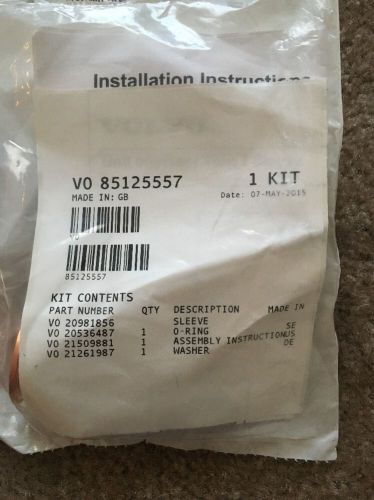 Installation Instructions
VO 85125557 1 KIT
MADE IN: GB Date: 07-MAY-2015
85125557
KIT CONTENTS
PART NUMBER QTY DESCRIPTION MADE IN
VO 20981856 SLEEVE
VO 20536487 1 O-RING SE
VO 21509881 1 ASSEMBLY INSTRUCTION US
VO 21261987 1 WASHER DE